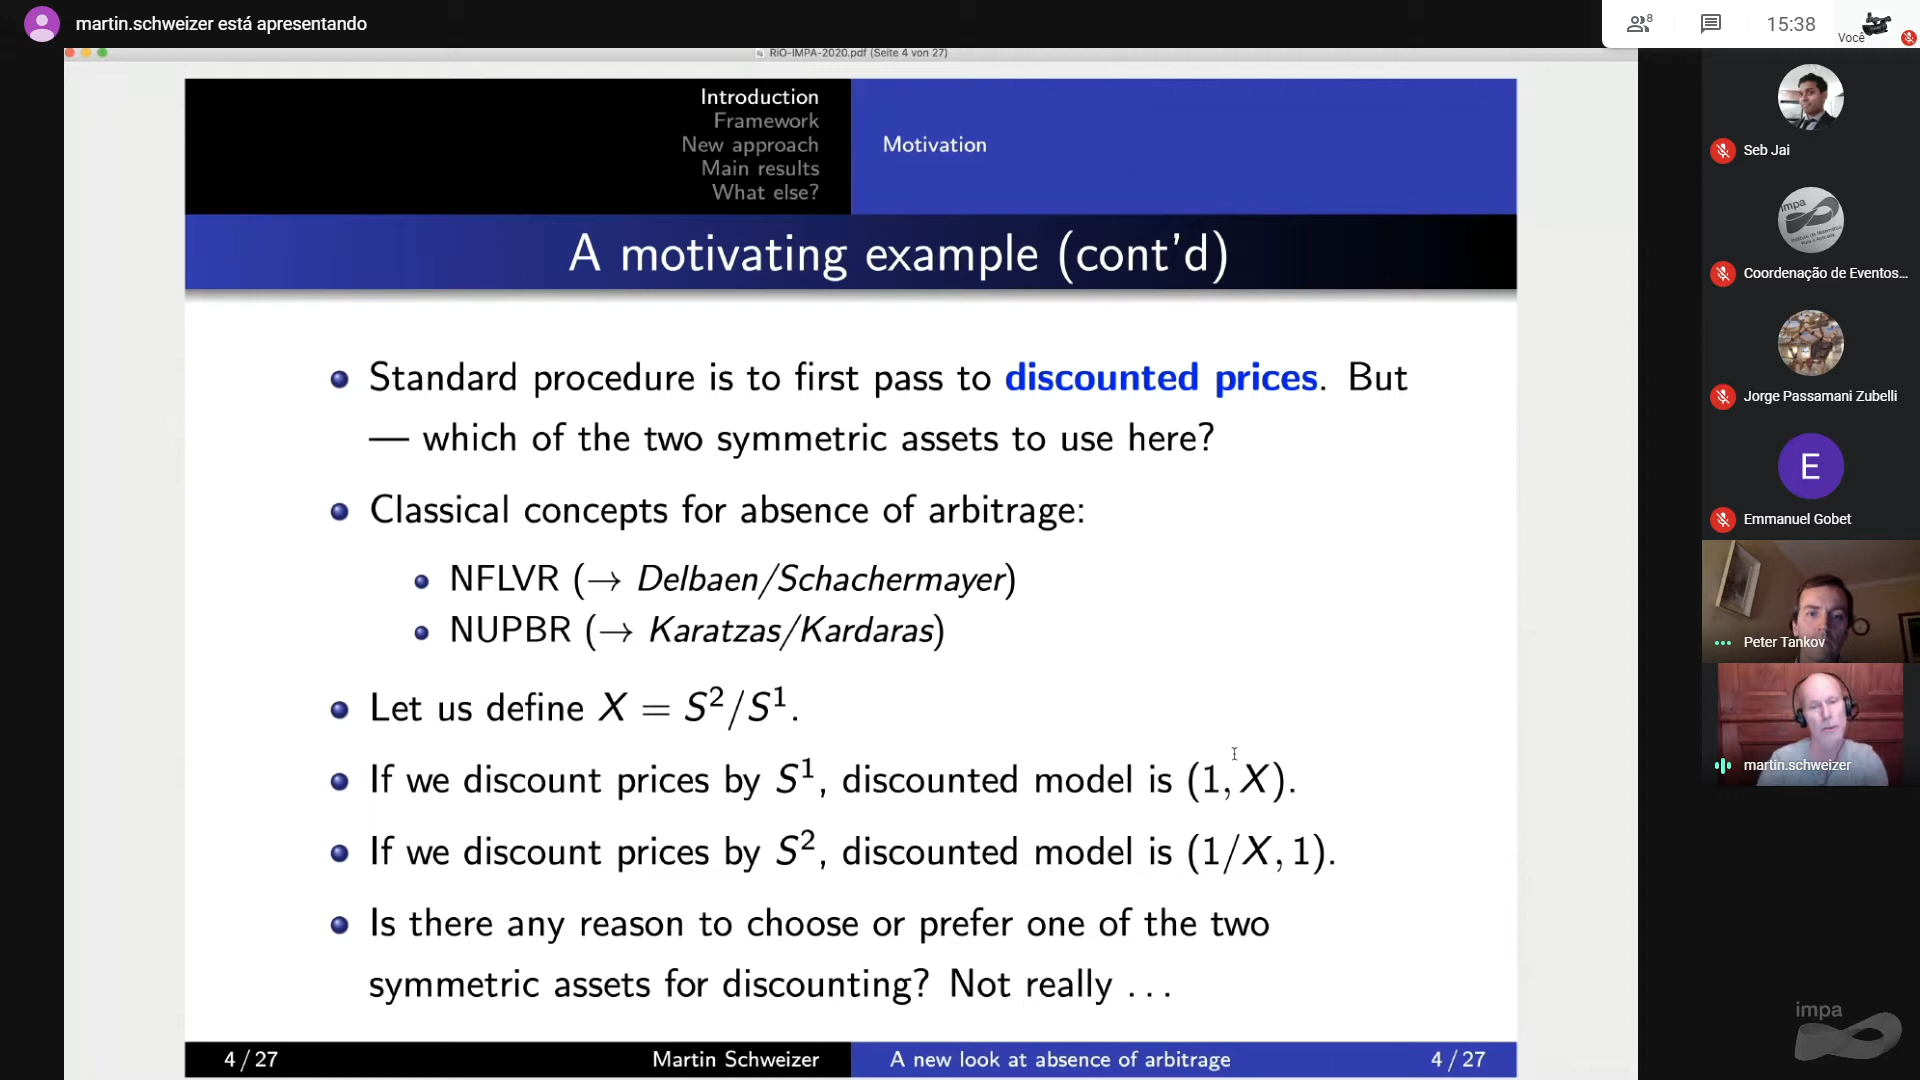 martin.schweizer está apresentando
8
15:38
Você
RIO-IMPA-2020.pdf (Seite 4 von 27)
Introduction
Framework
New approach
Main results
What else?
Motivation
A motivating example (cont'd)
Standard procedure is to first pass to discounted prices. But
— which of the two symmetric assets to use here?
Classical concepts for absence of arbitrage:
NFLVR (→ Delbaen/Schachermayer)
NUPBR (→ Karatzas/Kardaras)
Let us define X = S²/S¹.
If we discount prices by S¹, discounted model is (1, X).
If we discount prices by S², discounted model is (1/X, 1).
Is there any reason to choose or prefer one of the two
symmetric assets for discounting? Not really . . .
4 / 27
Martin Schweizer
A new look at absence of arbitrage
4 / 27
Seb Jai
impa
Coordenação de Eventos...
Jorge Passamani Zubelli
E
Emmanuel Gobet
Peter Tankov
martin.schweizer
impa